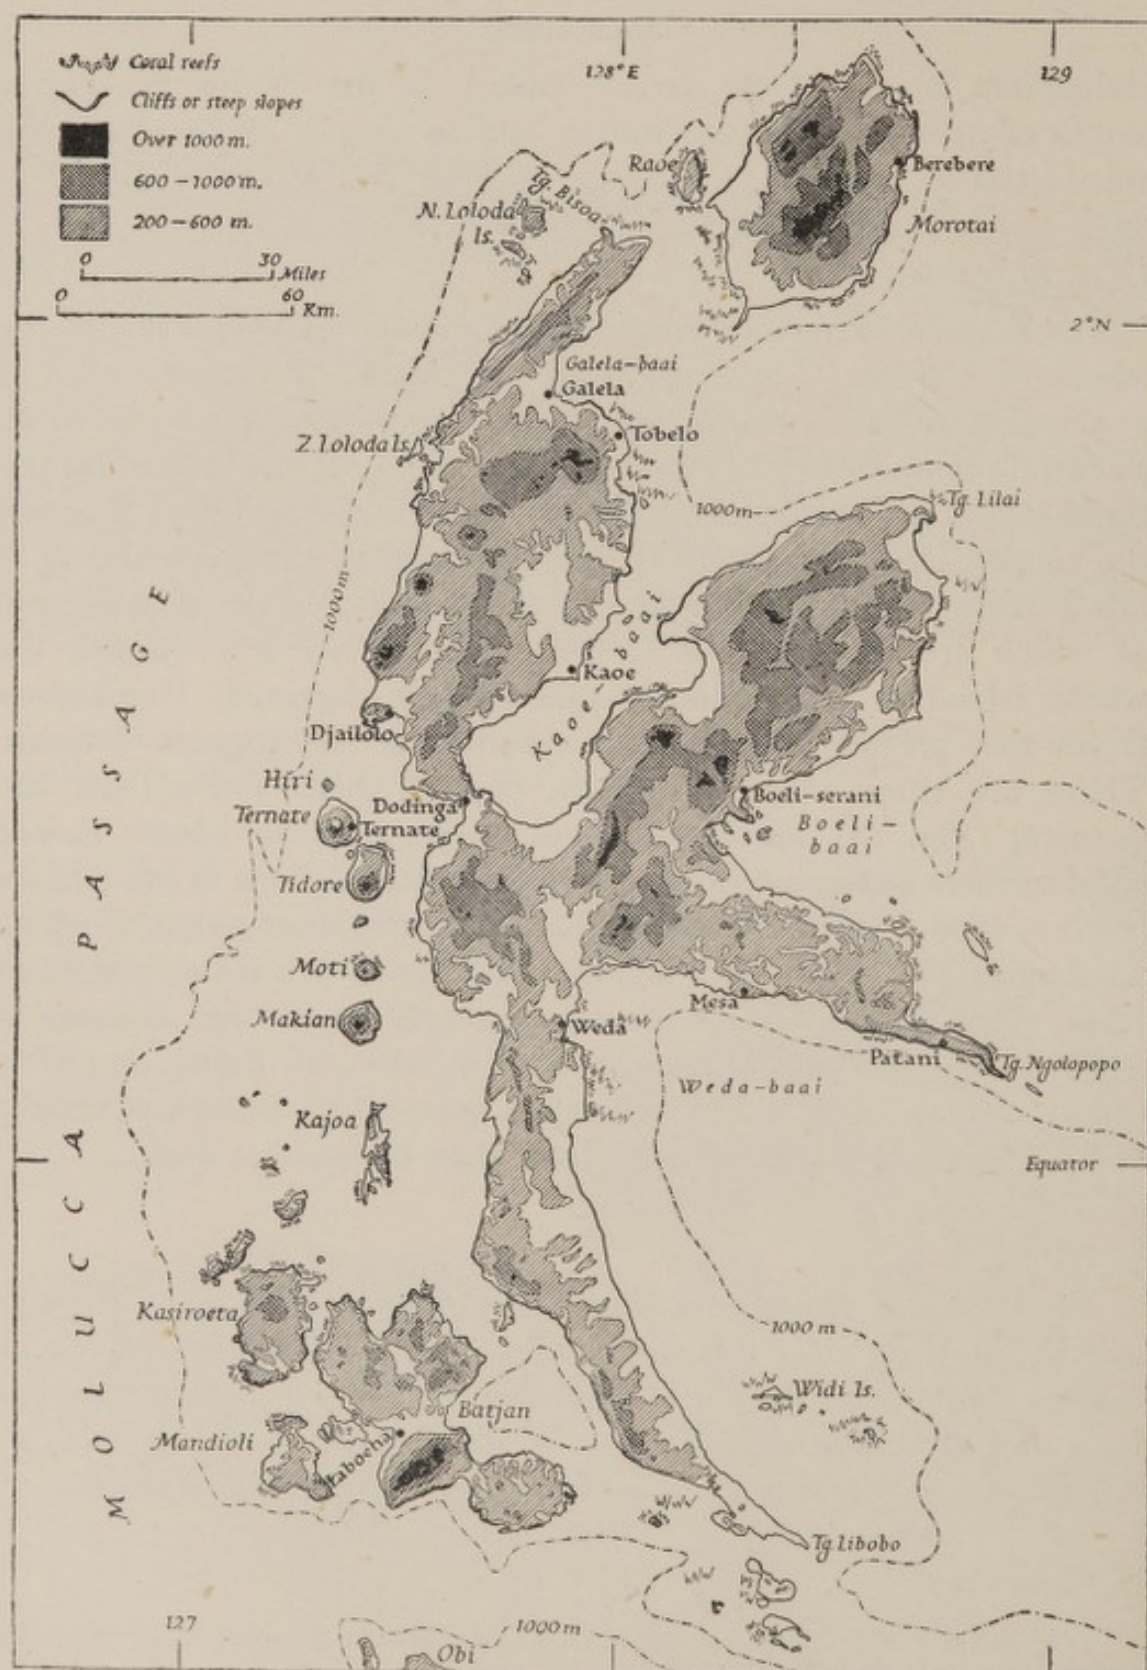 Coral reefs
Cliffs or steep slopes
Over 1000 m.
600 – 1000 m.
200 – 600 m.
0 30 Miles
0 60 Km.
128° E
129
Raoe
Berebere
Morotai
Tg. Bisoa
N. Loloda
Is.
2° N
Galela-baai
Galela
Tobelo
Z. Loloda Is.
1000 m
Tg. Lilai
1000 m
Kaoe
Kaoe baai
Djailolo
Hiri
Ternate
Dodinga
Ternate
Boeli-serani
Boeli-
baai
Tidore
Moti
Makian
Mesa
Weda
Patani
Tg. Ngolopopo
Weda-baai
Kajoa
Equator
MOLUCCA PASSAGE
Kasiroeta
1000 m
Widi Is.
Batjan
Mandioli
Laboeha
Tg. Libobo
127
1000 m
Obi